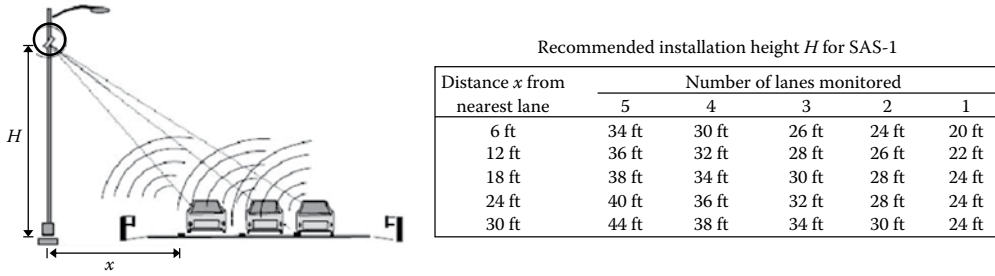 H
x
Recommended installation height H for SAS-1
Distance x from nearest lane Number of lanes monitored
5 4 3 2 1
6 ft 34 ft 30 ft 26 ft 24 ft 20 ft
12 ft 36 ft 32 ft 28 ft 26 ft 22 ft
18 ft 38 ft 34 ft 30 ft 28 ft 24 ft
24 ft 40 ft 36 ft 32 ft 28 ft 24 ft
30 ft 44 ft 38 ft 34 ft 30 ft 24 ft